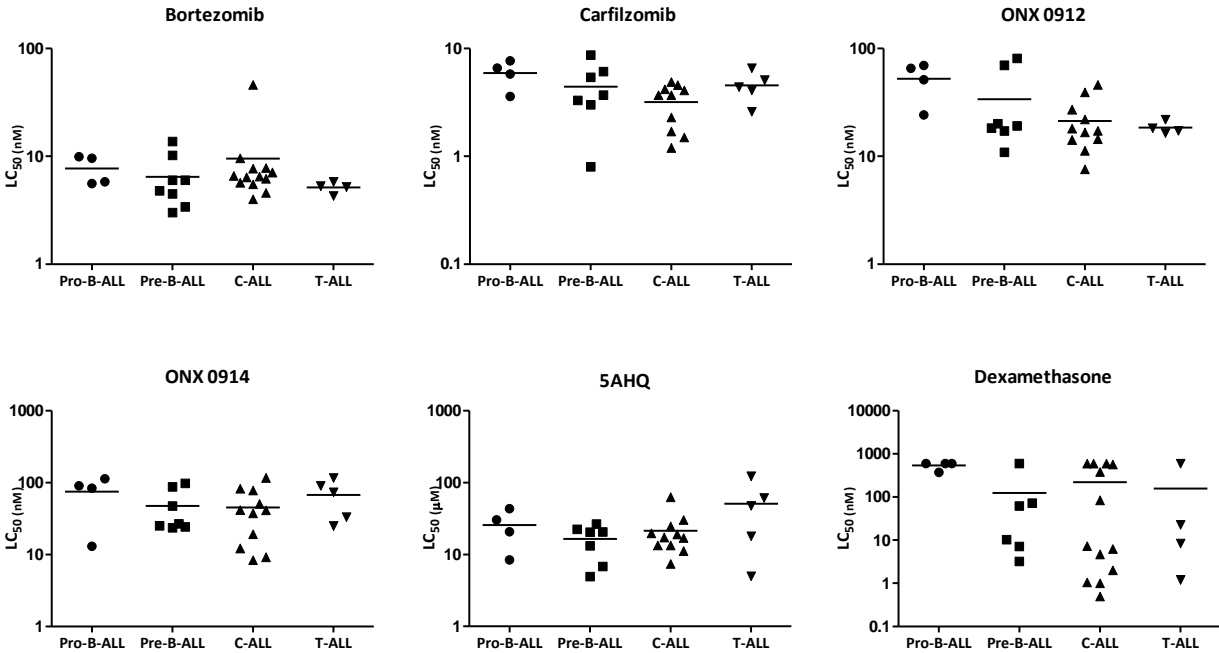 Bortezomib
LC50 (nM)
100
10
1
Pro-B-ALL Pre-B-ALL C-ALL T-ALL
Carfilzomib
LC50 (nM)
10
1
0.1
Pro-B-ALL Pre-B-ALL C-ALL T-ALL
ONX 0912
LC50 (nM)
100
10
1
Pro-B-ALL Pre-B-ALL C-ALL T-ALL
ONX 0914
LC50 (nM)
1000
100
10
1
Pro-B-ALL Pre-B-ALL C-ALL T-ALL
5AHQ
LC50 (µM)
1000
100
10
1
Pro-B-ALL Pre-B-ALL C-ALL T-ALL
Dexamethasone
LC50 (nM)
10000
1000
100
10
1
0.1
Pro-B-ALL Pre-B-ALL C-ALL T-ALL